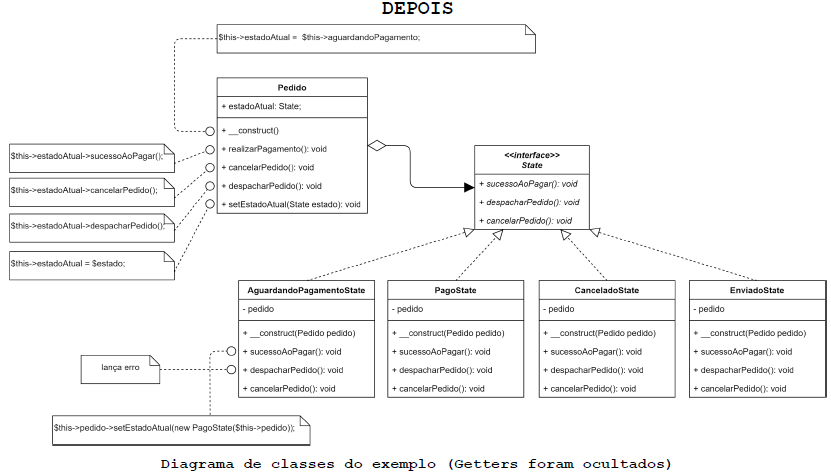 DEPOIS
$this->estadoAtual =  $this->aguardandoPagamento;
Pedido
+ estadoAtual: State;
+ __construct()
+ realizarPagamento(): void
+ cancelarPedido(): void
+ despacharPedido(): void
+ setEstadoAtual(State estado): void
$this->estadoAtual->sucessoAoPagar();
$this->estadoAtual->cancelarPedido();
$this->estadoAtual->despacharPedido();
$this->estadoAtual = $estado;
<<interface>>
State
+ sucessoAoPagar(): void
+ despacharPedido(): void
+ cancelarPedido(): void
AguardandoPagamentoState
- pedido
+ __construct(Pedido pedido)
+ sucessoAoPagar(): void
+ despacharPedido(): void
+ cancelarPedido(): void
PagoState
- pedido
+ __construct(Pedido pedido)
+ sucessoAoPagar(): void
+ despacharPedido(): void
+ cancelarPedido(): void
CanceladoState
- pedido
+ __construct(Pedido pedido)
+ sucessoAoPagar(): void
+ despacharPedido(): void
+ cancelarPedido(): void
EnviadoState
- pedido
+ __construct(Pedido pedido)
+ sucessoAoPagar(): void
+ despacharPedido(): void
+ cancelarPedido(): void
lança erro
$this->pedido->setEstadoAtual(new PagoState($this->pedido));
Diagrama de classes do exemplo (Getters foram ocultados)